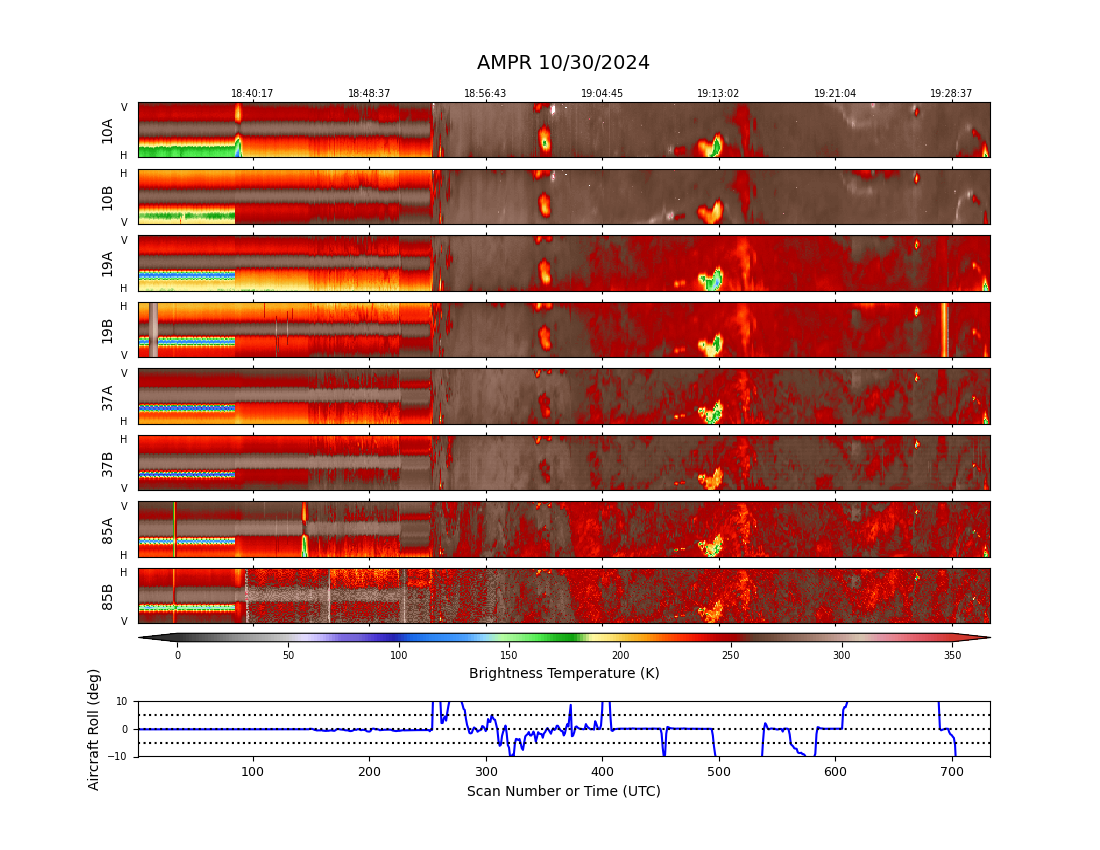 AMPR 10/30/2024
18:40:17 18:48:37 18:56:43 19:04:45 19:13:02 19:21:04 19:28:37
V
10A
H
H
10B
V
V
19A
H
H
19B
V
V
37A
H
H
37B
V
V
85A
H
H
85B
V
0 50 100 150 200 250 300 350
Brightness Temperature (K)
Aircraft Roll (deg)
10
0
−10
100 200 300 400 500 600 700
Scan Number or Time (UTC)